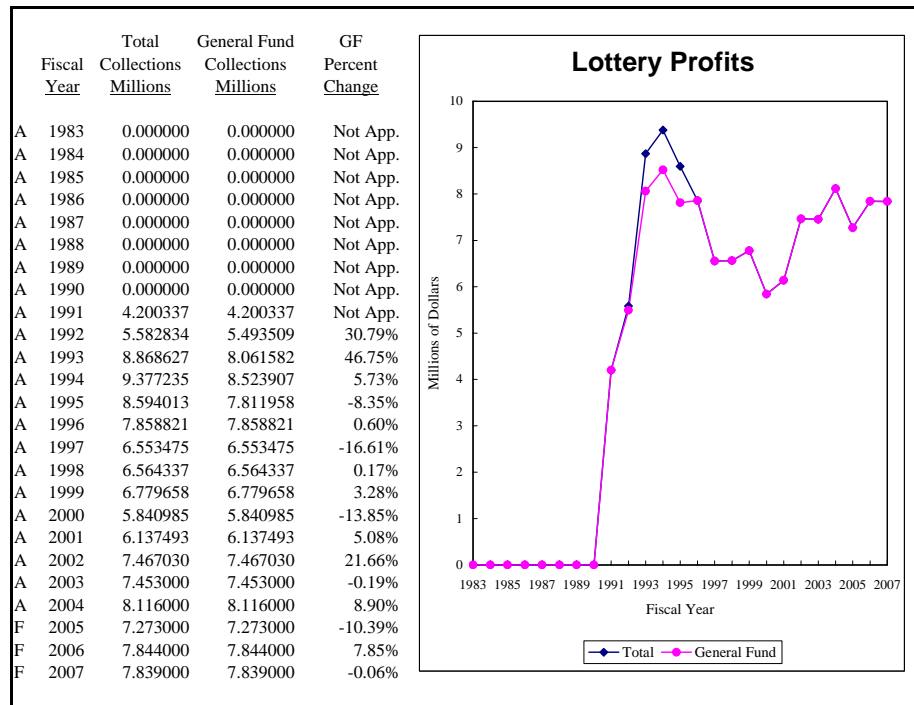 Total General Fund GF
Fiscal Collections Collections Percent
Year Millions Millions Change
A 1983 0.000000 0.000000 Not App.
A 1984 0.000000 0.000000 Not App.
A 1985 0.000000 0.000000 Not App.
A 1986 0.000000 0.000000 Not App.
A 1987 0.000000 0.000000 Not App.
A 1988 0.000000 0.000000 Not App.
A 1989 0.000000 0.000000 Not App.
A 1990 0.000000 0.000000 Not App.
A 1991 4.200337 4.200337 Not App.
A 1992 5.582834 5.493509 30.79%
A 1993 8.868627 8.061582 46.75%
A 1994 9.377235 8.523907 5.73%
A 1995 8.594013 7.811958 -8.35%
A 1996 7.858821 7.858821 0.60%
A 1997 6.553475 6.553475 -16.61%
A 1998 6.564337 6.564337 0.17%
A 1999 6.779658 6.779658 3.28%
A 2000 5.840985 5.840985 -13.85%
A 2001 6.137493 6.137493 5.08%
A 2002 7.467030 7.467030 21.66%
A 2003 7.453000 7.453000 -0.19%
A 2004 8.116000 8.116000 8.90%
F 2005 7.273000 7.273000 -10.39%
F 2006 7.844000 7.844000 7.85%
F 2007 7.839000 7.839000 -0.06%
Lottery Profits
10
9
8
7
6
5
4
3
2
1
0
Millions of Dollars
1983 1985 1987 1989 1991 1993 1995 1997 1999 2001 2003 2005 2007
Fiscal Year
Total General Fund